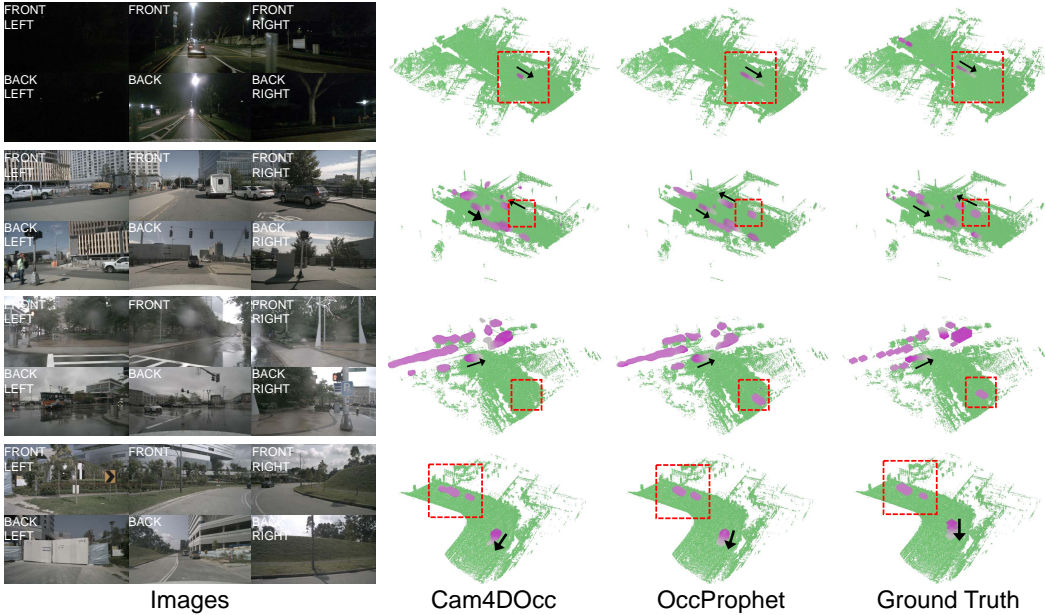 FRONT LEFT
FRONT
FRONT RIGHT
BACK LEFT
BACK
BACK RIGHT
FRONT LEFT
FRONT
FRONT RIGHT
BACK LEFT
BACK
BACK RIGHT
FRONT LEFT
FRONT
FRONT RIGHT
BACK LEFT
BACK
BACK RIGHT
FRONT LEFT
FRONT
FRONT RIGHT
BACK LEFT
BACK
BACK RIGHT
Images
Cam4DOcc
OccProphet
Ground Truth